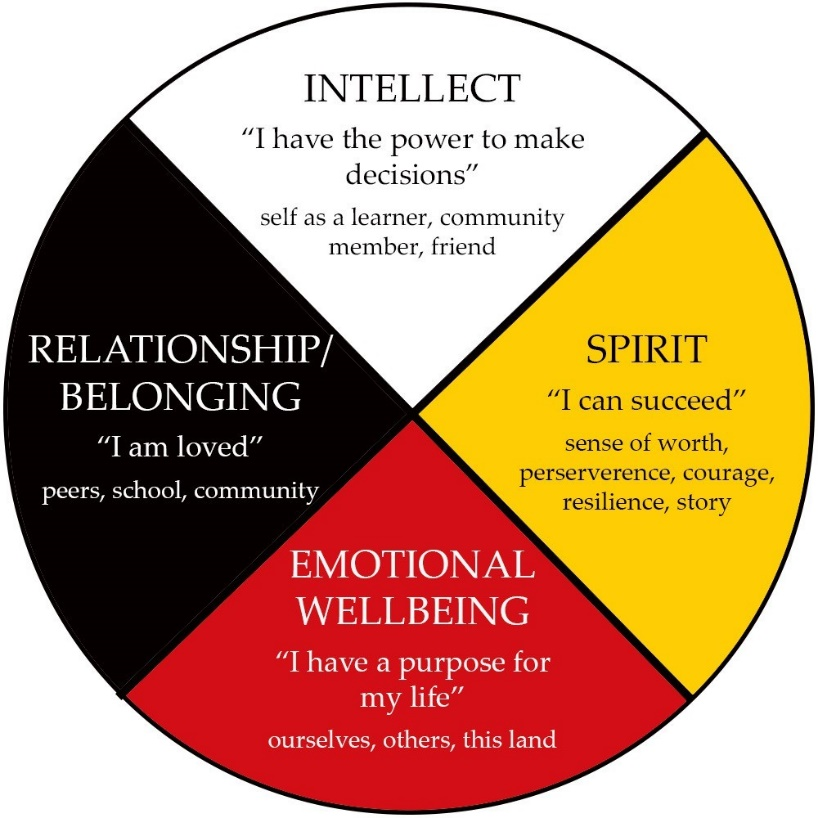 INTELLECT
“I have the power to make
decisions”
self as a learner, community
member, friend
RELATIONSHIP/
BELONGING
“I am loved”
peers, school, community
SPIRIT
“I can succeed”
sense of worth,
perserverence, courage,
resilience, story
EMOTIONAL
WELLBEING
“I have a purpose for
my life”
ourselves, others, this land